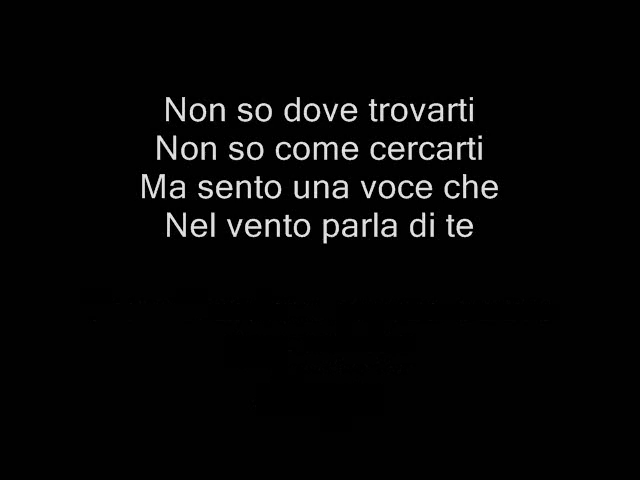 Non so dove trovarti
Non so come cercarti
Ma sento una voce che
Nel vento parla di te